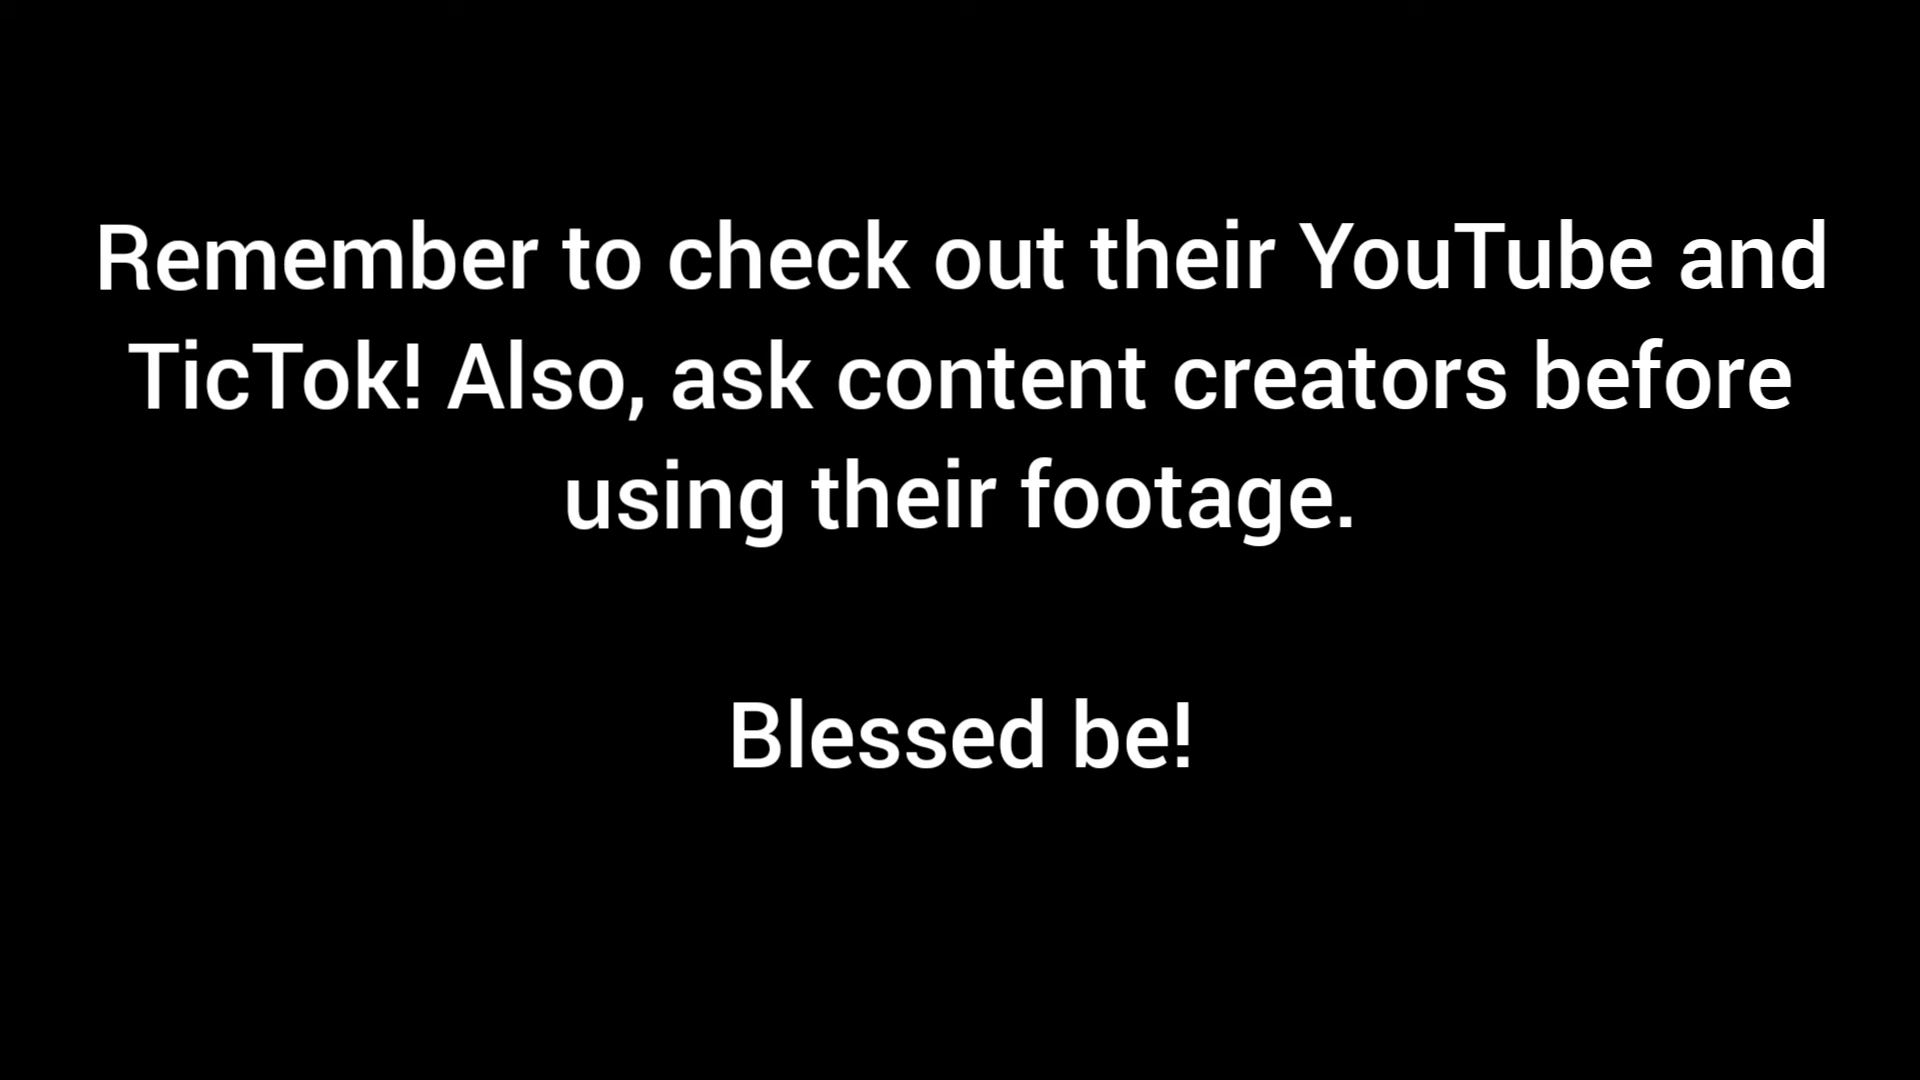 Remember to check out their YouTube and
TicTok! Also, ask content creators before
using their footage.
Blessed be!